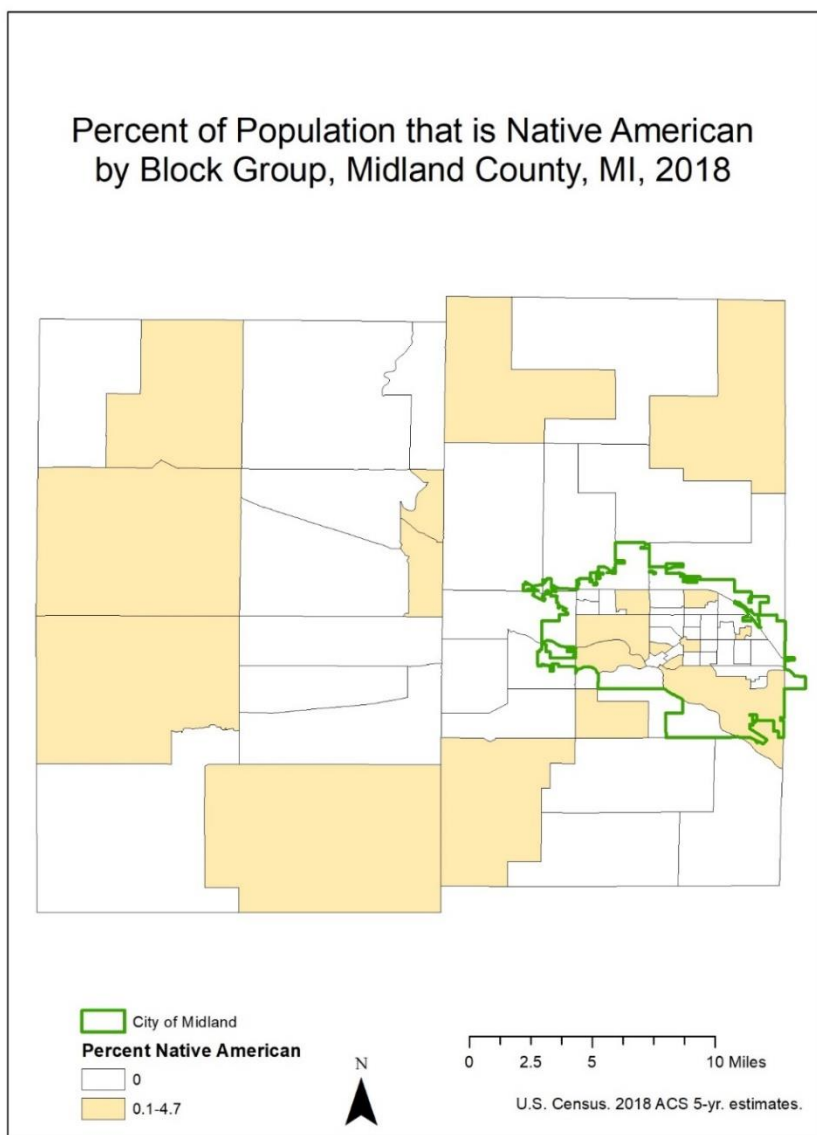 Percent of Population that is Native American
by Block Group, Midland County, MI, 2018
City of Midland
Percent Native American
0
0.1-4.7
N
0 2.5 5 10 Miles
U.S. Census. 2018 ACS 5-yr. estimates.